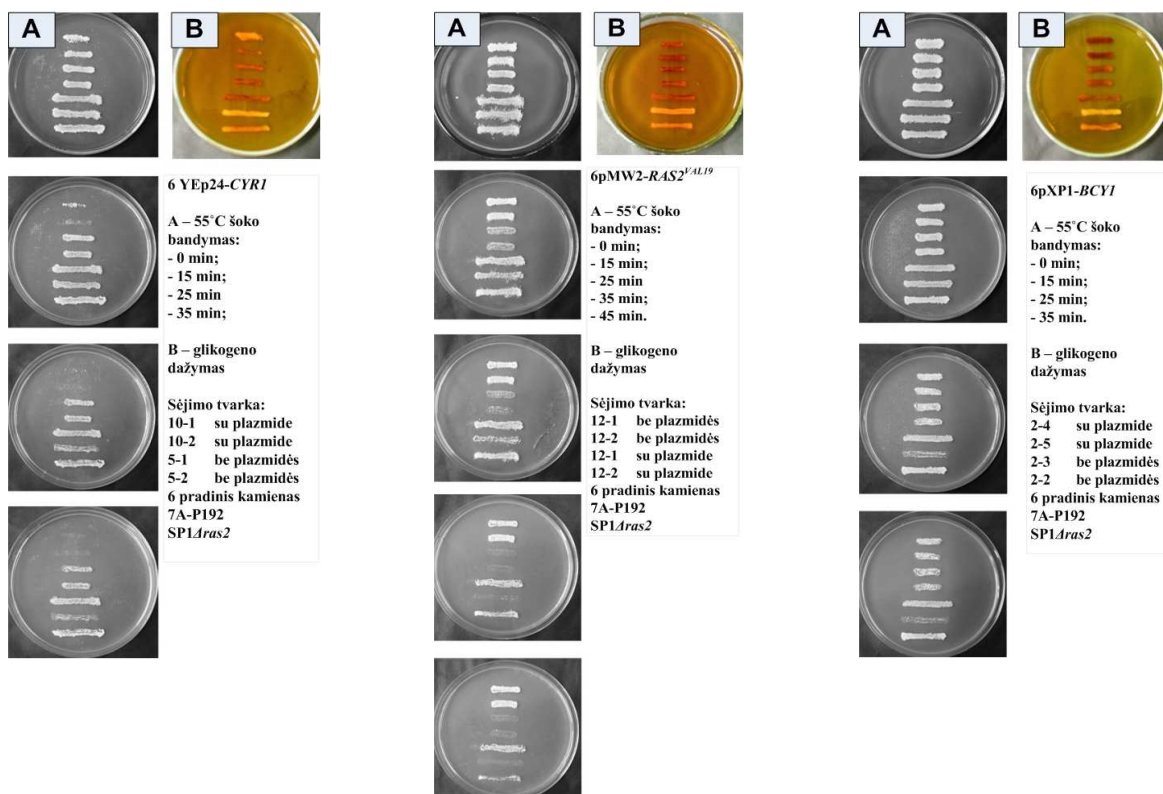 A
B
6 YEp24-CYR1
A – 55˚C šoko
bandymas:
- 0 min;
- 15 min;
- 25 min
- 35 min;
B – glikogeno
dažymas
Sėjimo tvarka:
10-1 su plazmide
10-2 su plazmide
5-1 be plazmidės
5-2 be plazmidės
6 pradinis kamienas
7A-P192
SP1Δras2
A
B
6pMW2-RAS2VAL19
A – 55˚C šoko
bandymas:
- 0 min;
- 15 min;
- 25 min
- 35 min;
- 45 min.
B – glikogeno
dažymas
Sėjimo tvarka:
12-1 be plazmidės
12-2 be plazmidės
12-1 su plazmide
12-2 su plazmide
6 pradinis kamienas
7A-P192
SP1Δras2
A
B
6pXP1-BCY1
A – 55˚C šoko
bandymas:
- 0 min;
- 15 min;
- 25 min;
- 35 min.
B – glikogeno
dažymas
Sėjimo tvarka:
2-4 su plazmide
2-5 su plazmide
2-3 be plazmidės
2-2 be plazmidės
6 pradinis kamienas
7A-P192
SP1Δras2